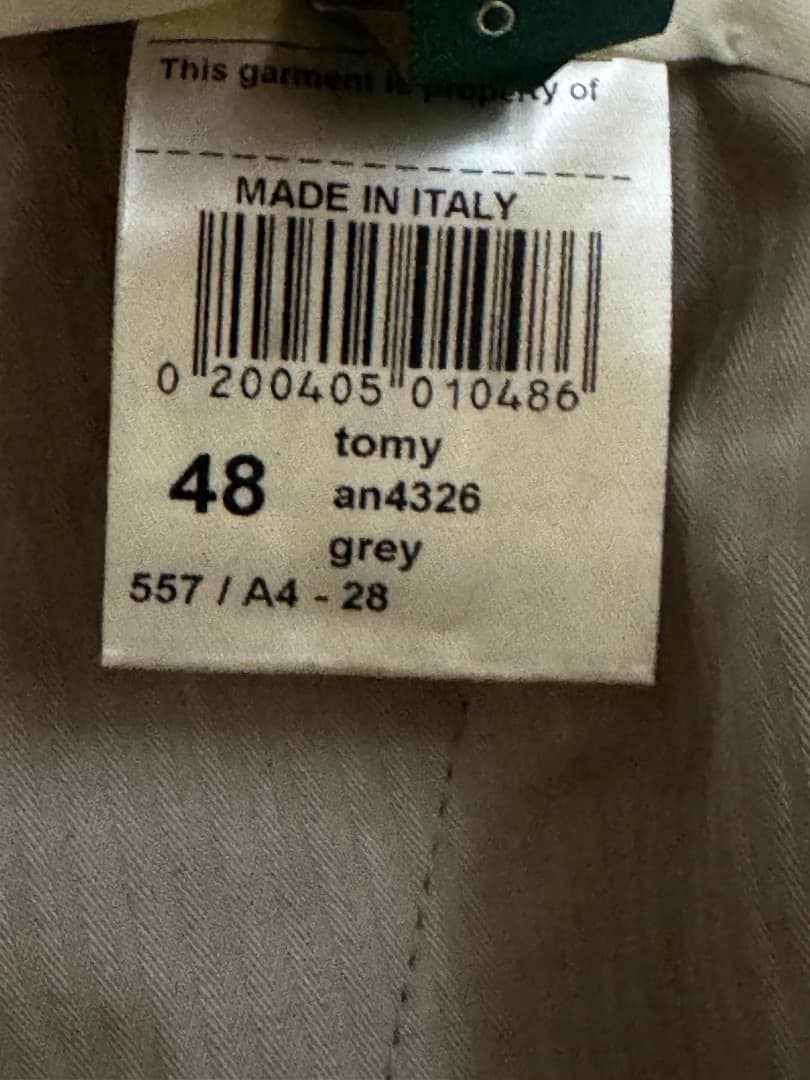 This garment is property of
MADE IN ITALY
0 200405 010486
48
tomy
an4326
grey
557 / A4 - 28